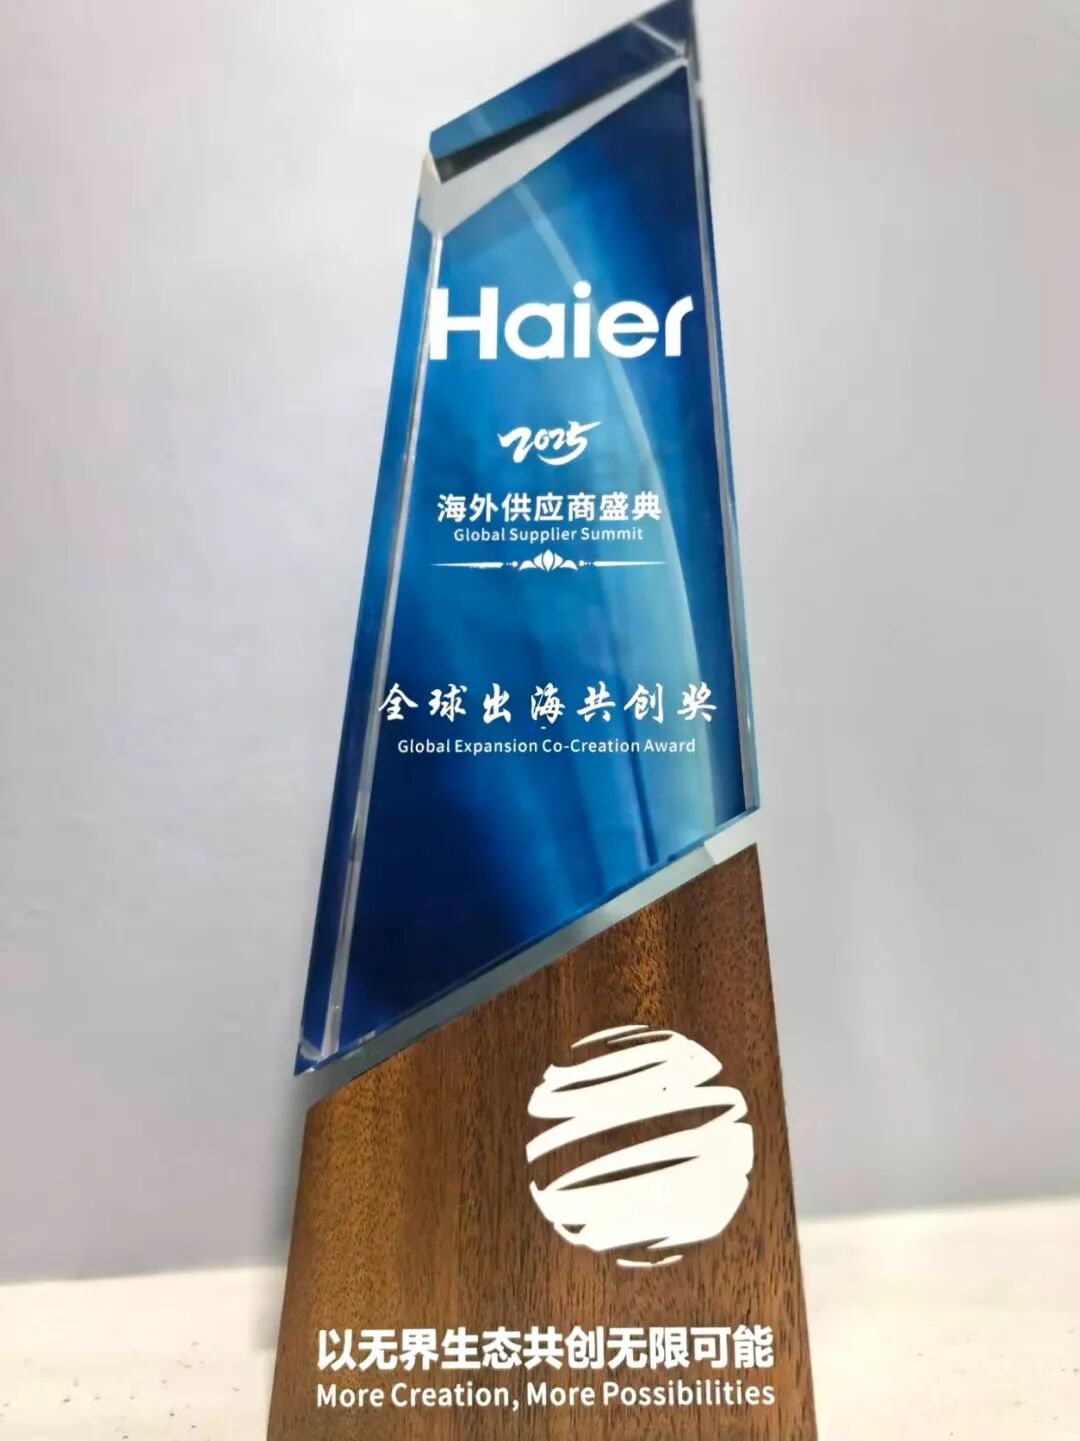 Haier
2025
海外供应商盛典
Global Supplier Summit
全球出海共创奖
Global Expansion Co-Creation Award
以无界生态共创无限可能
More Creation, More Possibilities